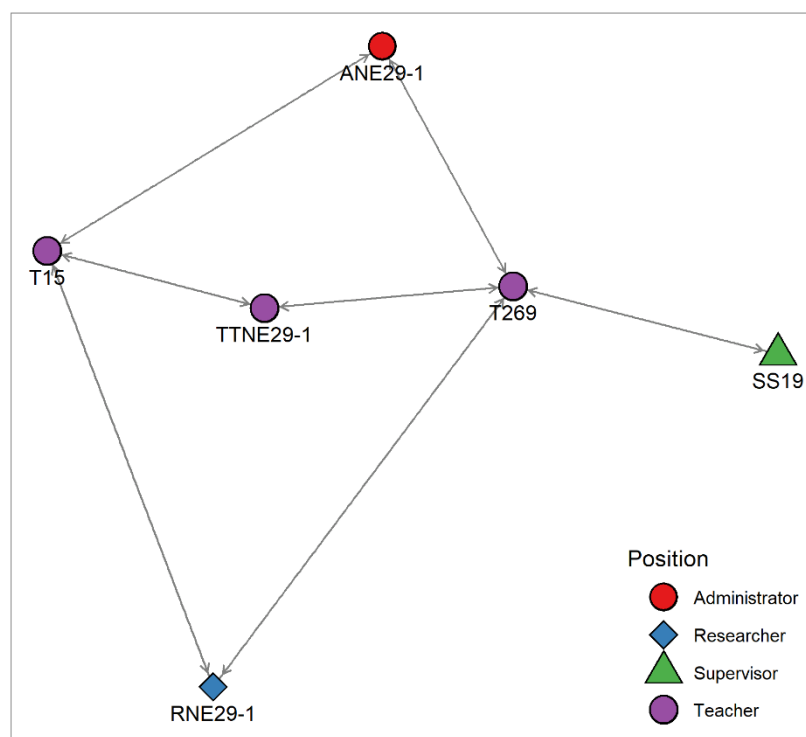 ANE29-1
T15
TTNE29-1
T269
SS19
RNE29-1
Position
Administrator
Researcher
Supervisor
Teacher